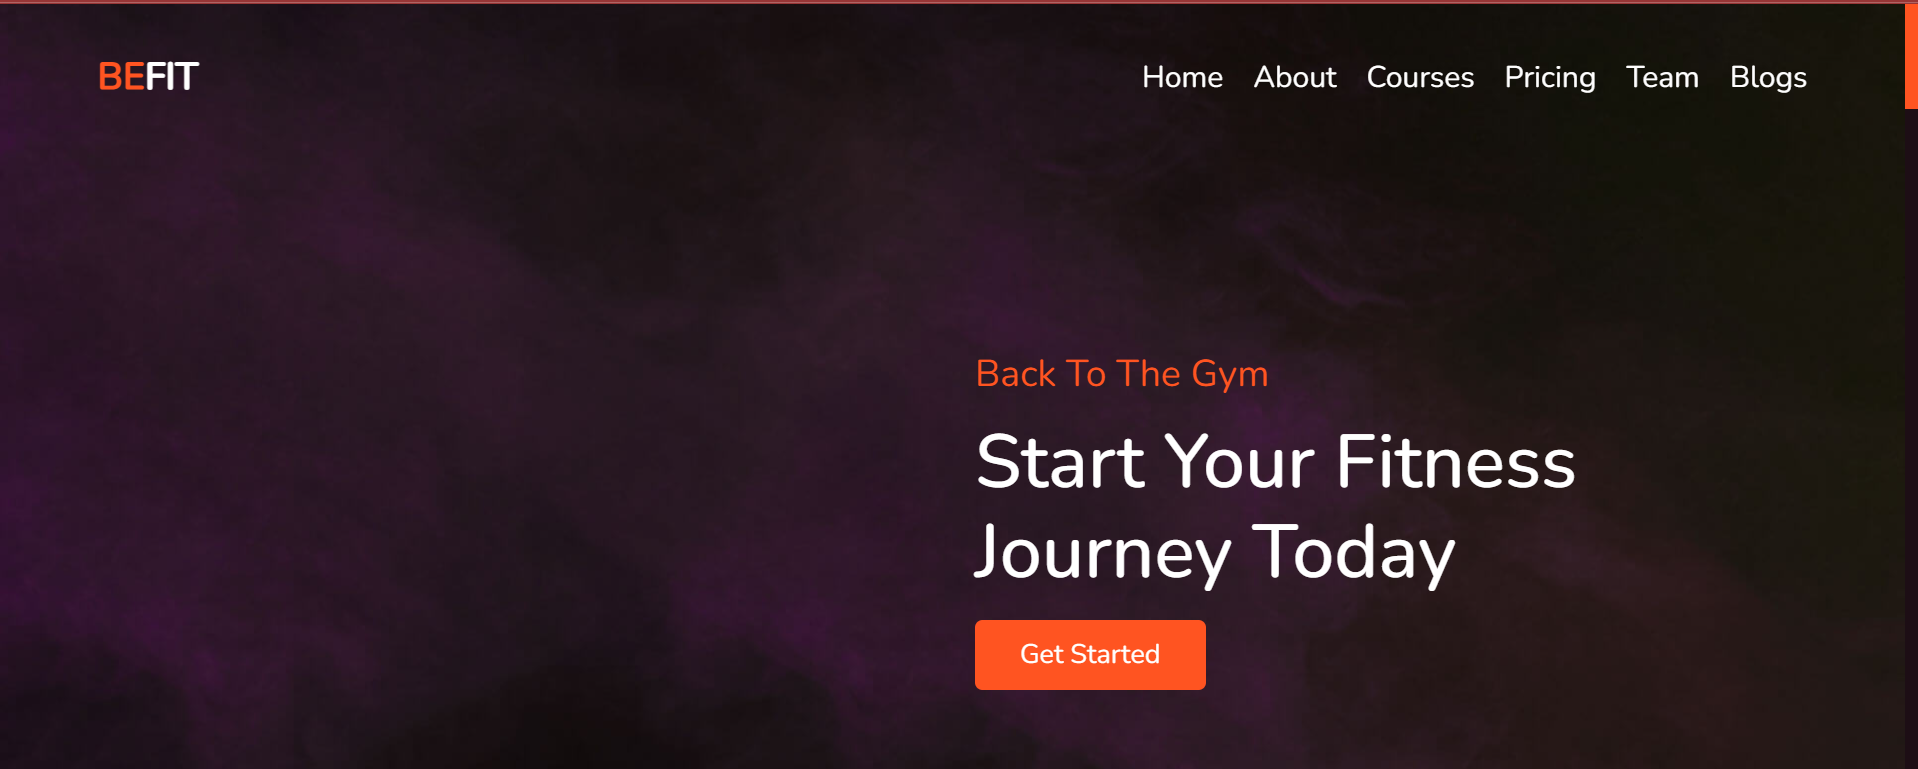 BEFIT
Home About Courses Pricing Team Blogs
Back To The Gym
Start Your Fitness
Journey Today
Get Started